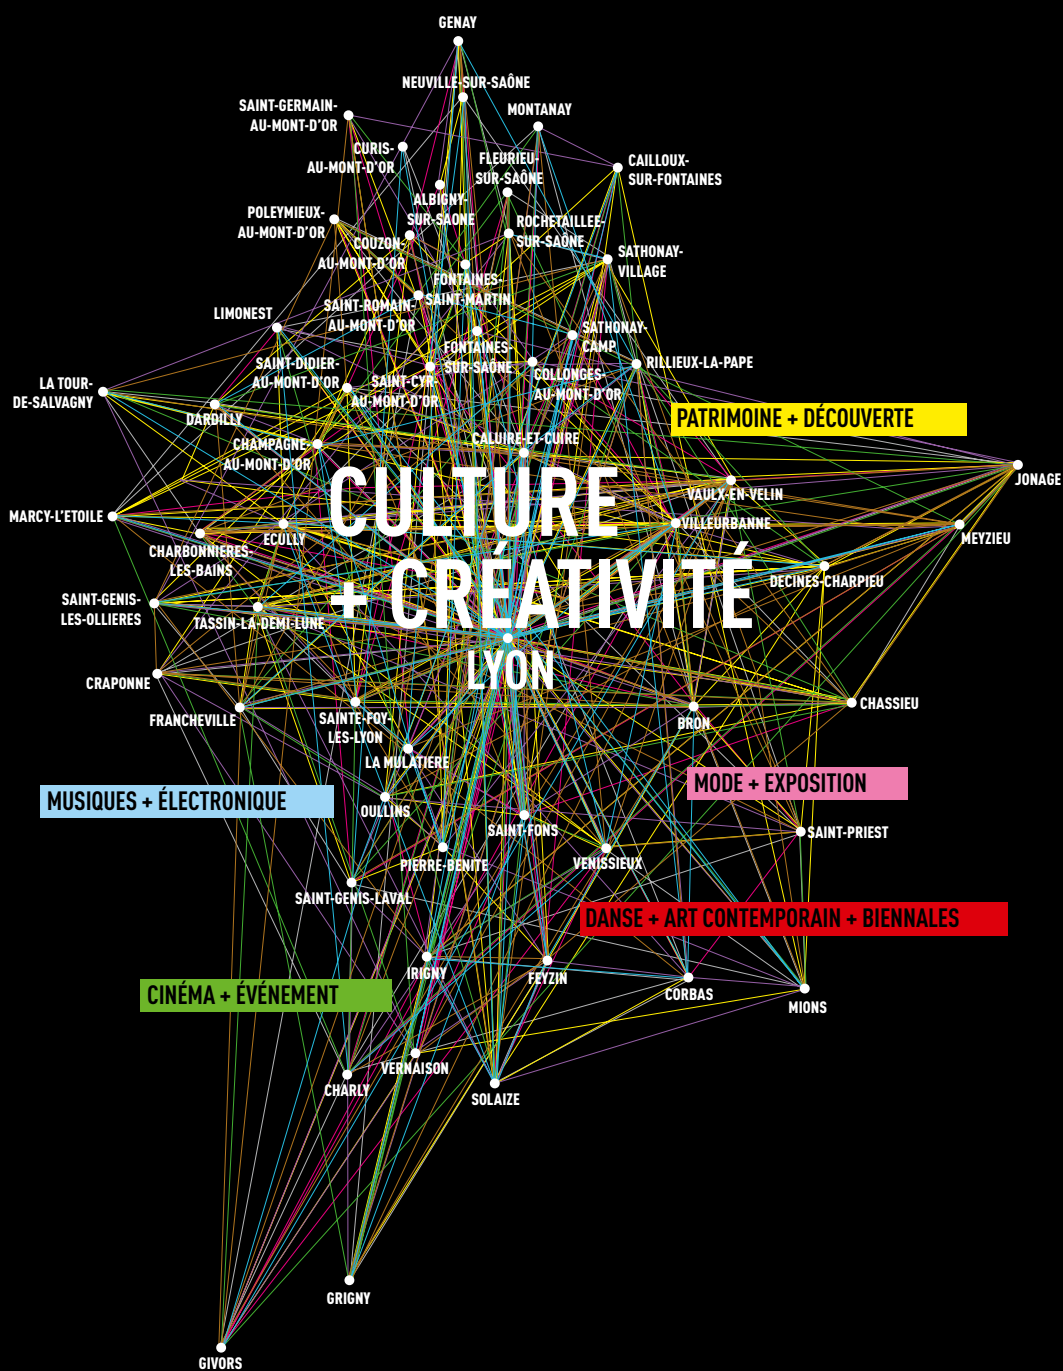 GENAY
NEUVILLE-SUR-SAÔNE
SAINT-GERMAIN-
AU-MONT-D'OR
MONTANAY
CURIS-
AU-MONT-D'OR
FLEURIEU-
SUR-SAÔNE
CAILLOUX-
SUR-FONTAINES
ALBIGNY-
SUR-SAONE
POLEYMIEUX-
AU-MONT-D'OR
ROCHETAILLEE-
SUR-SAÔNE
COUZON-
AU-MONT-D'OR
SATHONAY-
VILLAGE
FONTAINES-
SAINT-MARTIN
SAINT-ROMAIN-
AU-MONT-D'OR
LIMONEST
SATHONAY-
CAMP
FONTAINES-
SUR-SAÔNE
SAINT-DIDIER-
AU-MONT-D'OR
RILLIEUX-LA-PAPE
COLLONGES-
AU-MONT-D'OR
SAINT-CYR-
AU-MONT-D'OR
LA TOUR-
DE-SALVAGNY
DARDILLY
PATRIMOINE + DÉCOUVERTE
CHAMPAGNE-
AU-MONT-D'OR
CALUIRE-ET-CUIRE
JONAGE
VAULX-EN-VELIN
CULTURE
+ CRÉATIVITÉ
LYON
MARCY-L'ETOILE
VILLEURBANNE
ECULLY
MEYZIEU
CHARBONNIERES-
LES-BAINS
DECINES-CHARPIEU
SAINT-GENIS-
LES-OLLIERES
TASSIN-LA-DEMI-LUNE
CRAPONNE
FRANCHEVILLE
SAINTE-FOY-
LES-LYON
BRON
CHASSIEU
LA MULATIERE
MODE + EXPOSITION
MUSIQUES + ÉLECTRONIQUE
OULLINS
SAINT-FONS
SAINT-PRIEST
PIERRE-BENITE
VENISSIEUX
SAINT-GENIS-LAVAL
DANSE + ART CONTEMPORAIN + BIENNALES
IRIGNY
FEYZIN
CORBAS
CINÉMA + ÉVÉNEMENT
MIONS
VERNAISON
CHARLY
SOLAIZE
GRIGNY
GIVORS